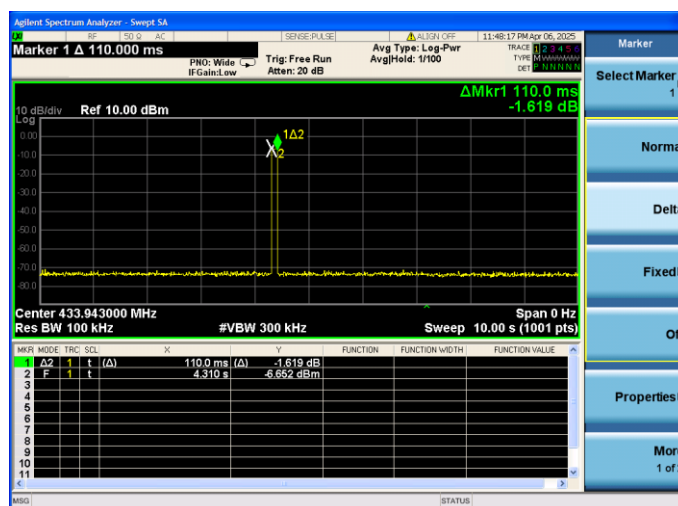 Agilent Spectrum Analyzer - Swept SA
LXI RF 50 Ω AC SENSE:PULSE ALIGN OFF 11:48:17 PM Apr 06, 2025
Marker 1 Δ 110.000 ms
PNO: Wide
IFGain:Low
Trig: Free Run
Atten: 20 dB
Avg Type: Log-Pwr
Avg|Hold: 1/100
TRACE 1 2 3 4 5 6
TYPE M
DET P N N N N N
ΔMkr1 110.0 ms
-1.619 dB
10 dB/div Ref 10.00 dBm
Log
0.00
-10.0
-20.0
-30.0
-40.0
-50.0
-60.0
-70.0
-80.0
1Δ2
2
Center 433.943000 MHz Span 0 Hz
Res BW 100 kHz #VBW 300 kHz Sweep 10.00 s (1001 pts)
MKR MODE TRC SCL X Y FUNCTION FUNCTION WIDTH FUNCTION VALUE
1 Δ2 1 t (Δ) 110.0 ms (Δ) -1.619 dB
2 F 1 t 4.310 s -6.652 dBm
3
4
5
6
7
8
9
10
11
MSG STATUS
Marker
Select Marker
1
Norma
Delt
Fixed
Of
Properties
Mor
1 of